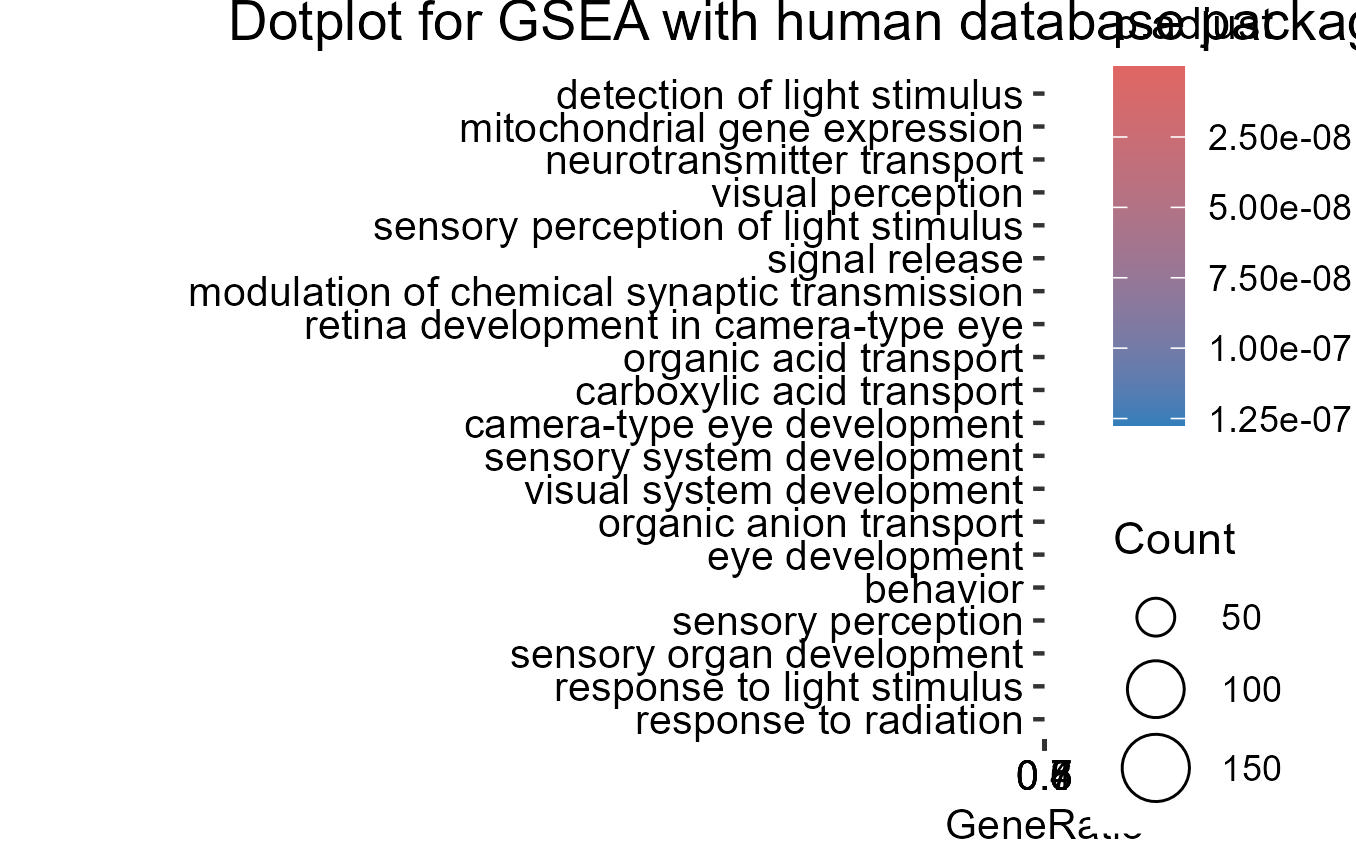 Dotplot for GSEA with human database
p.adjust
detection of light stimulus
mitochondrial gene expression
neurotransmitter transport
visual perception
sensory perception of light stimulus
signal release
modulation of chemical synaptic transmission
retina development in camera-type eye
organic acid transport
carboxylic acid transport
camera-type eye development
sensory system development
visual system development
organic anion transport
eye development
behavior
sensory perception
sensory organ development
response to light stimulus
response to radiation
GeneRatio
2.50e-08
5.00e-08
7.50e-08
1.00e-07
1.25e-07
Count
50
100
150